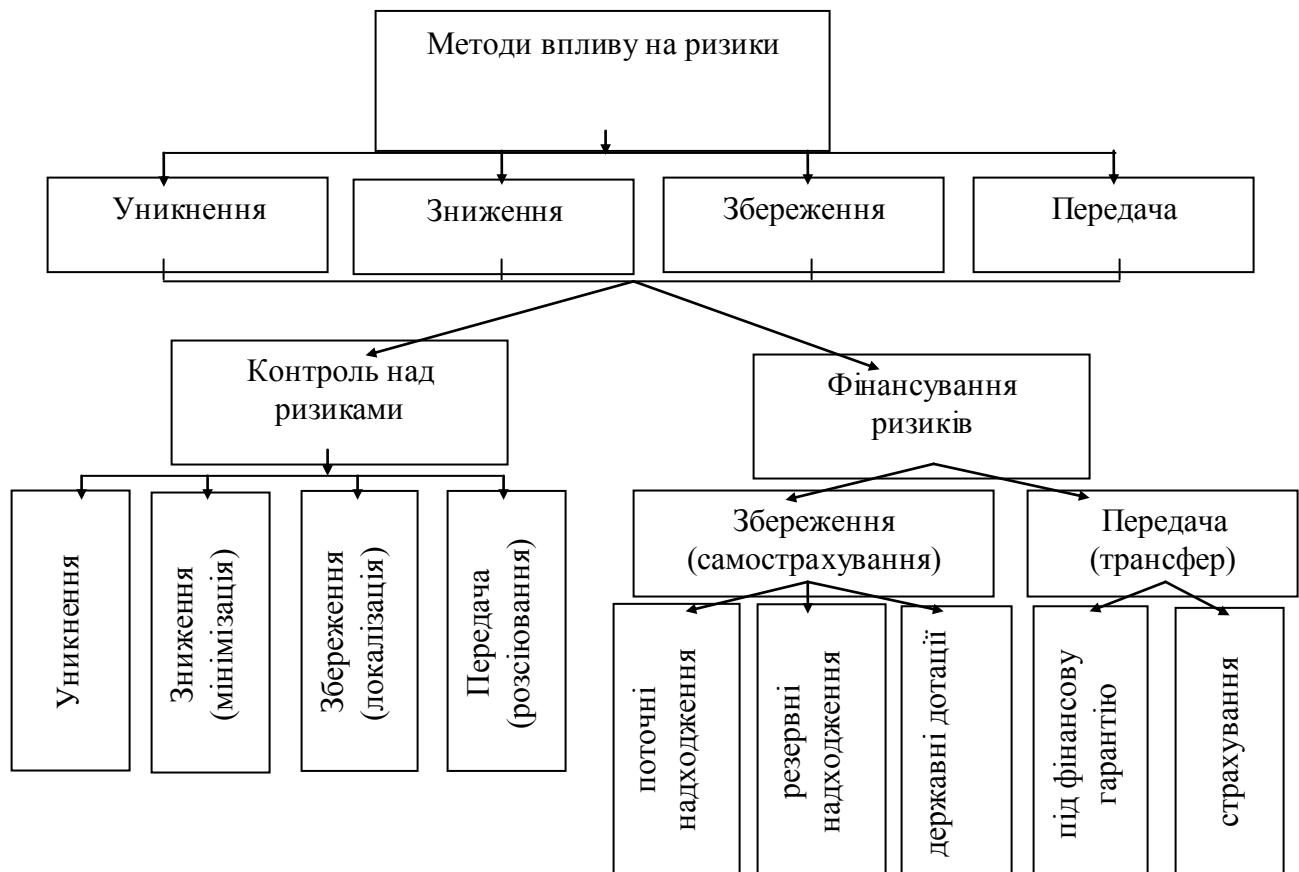 Методи впливу на ризики
Уникнення
Зниження
Збереження
Передача
Контроль над
ризиками
Фінансування
ризиків
Уникнення
Зниження
(мінімізація)
Збереження
(локалізація)
Передача
(розсіювання)
Збереження
(самострахування)
Передача
(трансфер)
поточні
надходження
резервні
надходження
державні дотації
під фінансову
гарантію
страхування